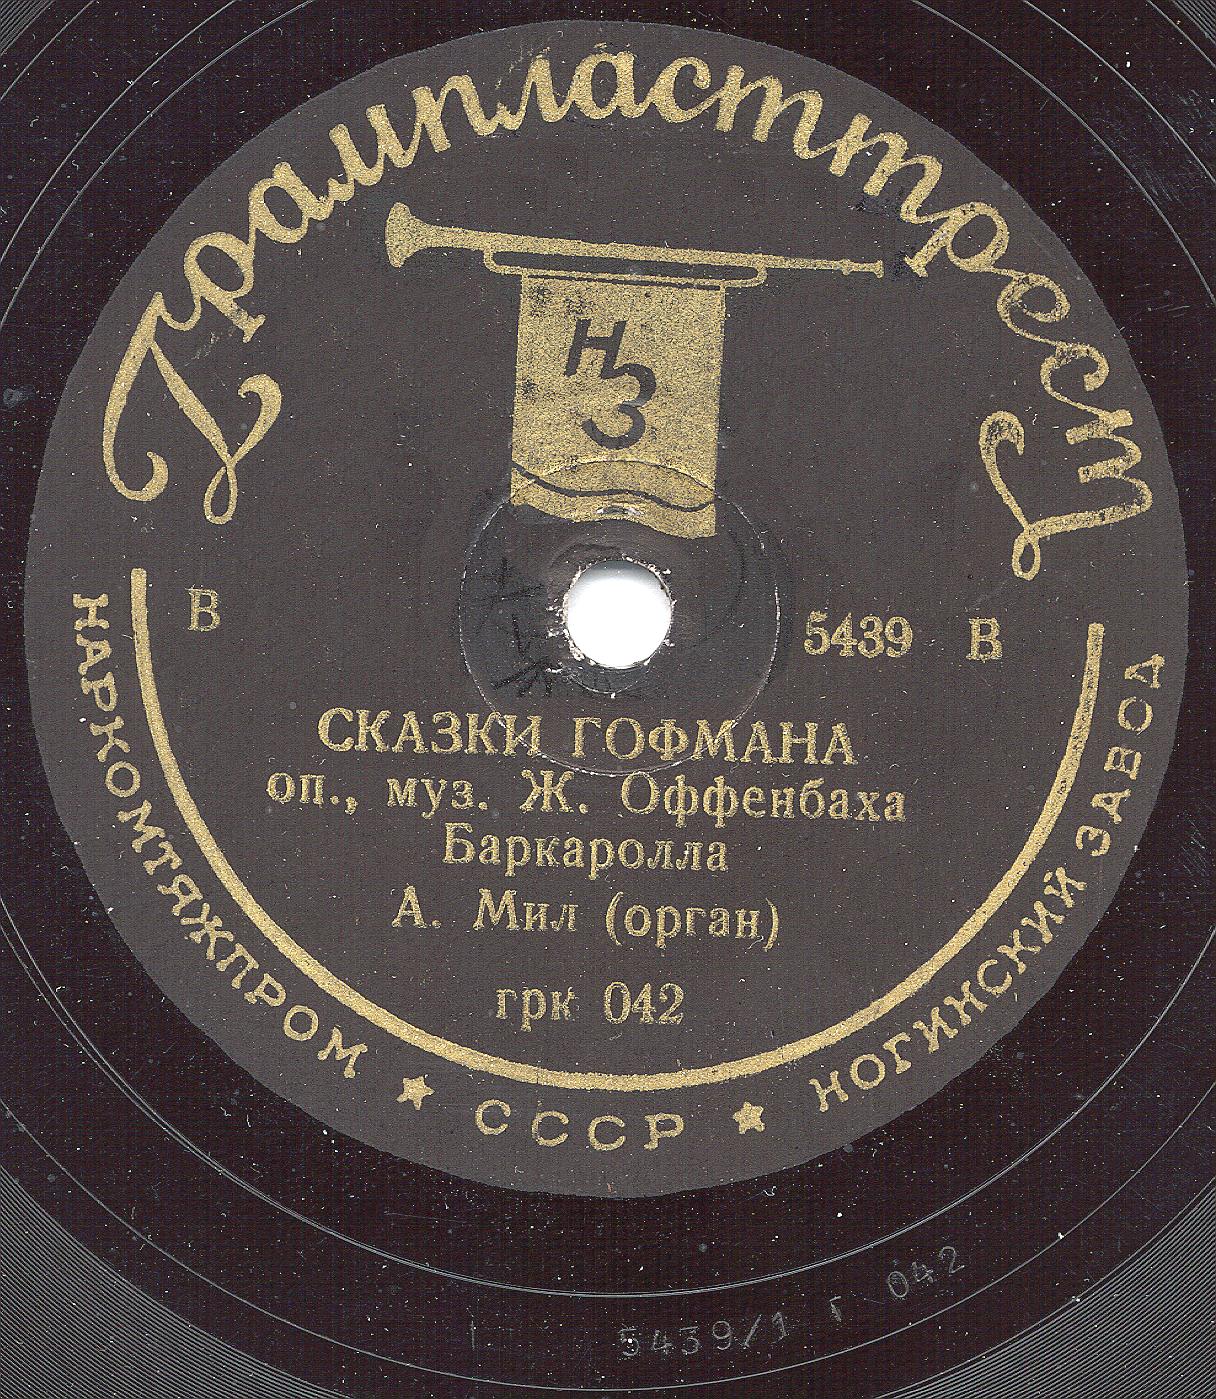 Грампласттрест
НЗ
В 5439 В
СКАЗКИ ГОФМАНА
оп., муз. Ж. Оффенбаха
Баркаролла
А. Мил (орган)
грк 042
НАРКОМТЯЖПРОМ ★ СССР ★ НОГИНСКИЙ ЗАВОД
5439/1 Г 042